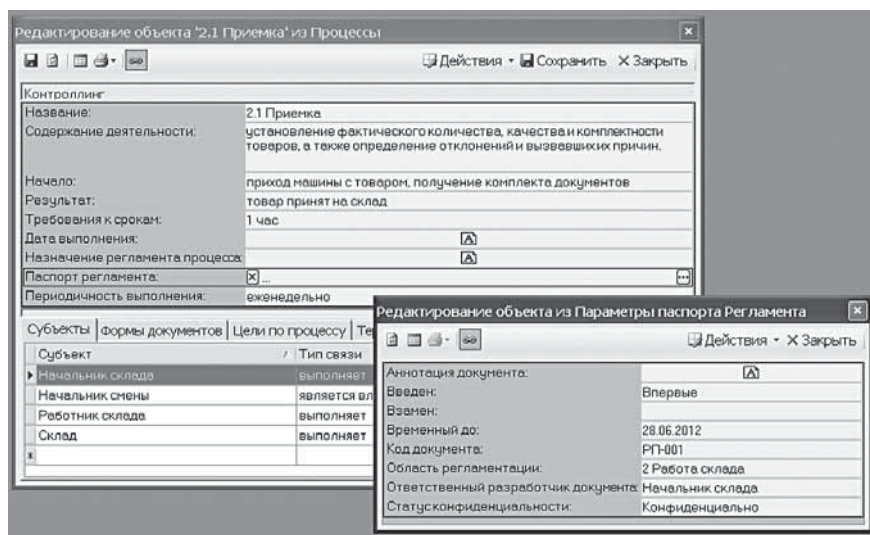 Редактирование объекта '2.1 Приемка' из Процессы
Действия Сохранить Закрыть
Контроллинг
Название: 2.1 Приемка
Содержание деятельности: установление фактического количества, качества и комплектности
товаров, а также определение отклонений и вызвавших их причин.
Начало: приход машины с товаром, получение комплекта документов
Результат: товар принят на склад
Требования к срокам: 1 час
Дата выполнения:
Назначение регламента процесса:
Паспорт регламента: ...
Периодичность выполнения: еженедельно
Субъекты Формы документов Цели по процессу Те
Субъект Тип связи
Начальник склада выполняет
Начальник смены является вл
Работник склада выполняет
Склад выполняет
Редактирование объекта из Параметры паспорта Регламента
Действия Закрыть
Аннотация документа:
Введен: Впервые
Взамен:
Временный до: 28.06.2012
Код документа: РП-001
Область регламентации: 2 Работа склада
Ответственный разработчик документа: Начальник склада
Статус конфиденциальности: Конфиденциально